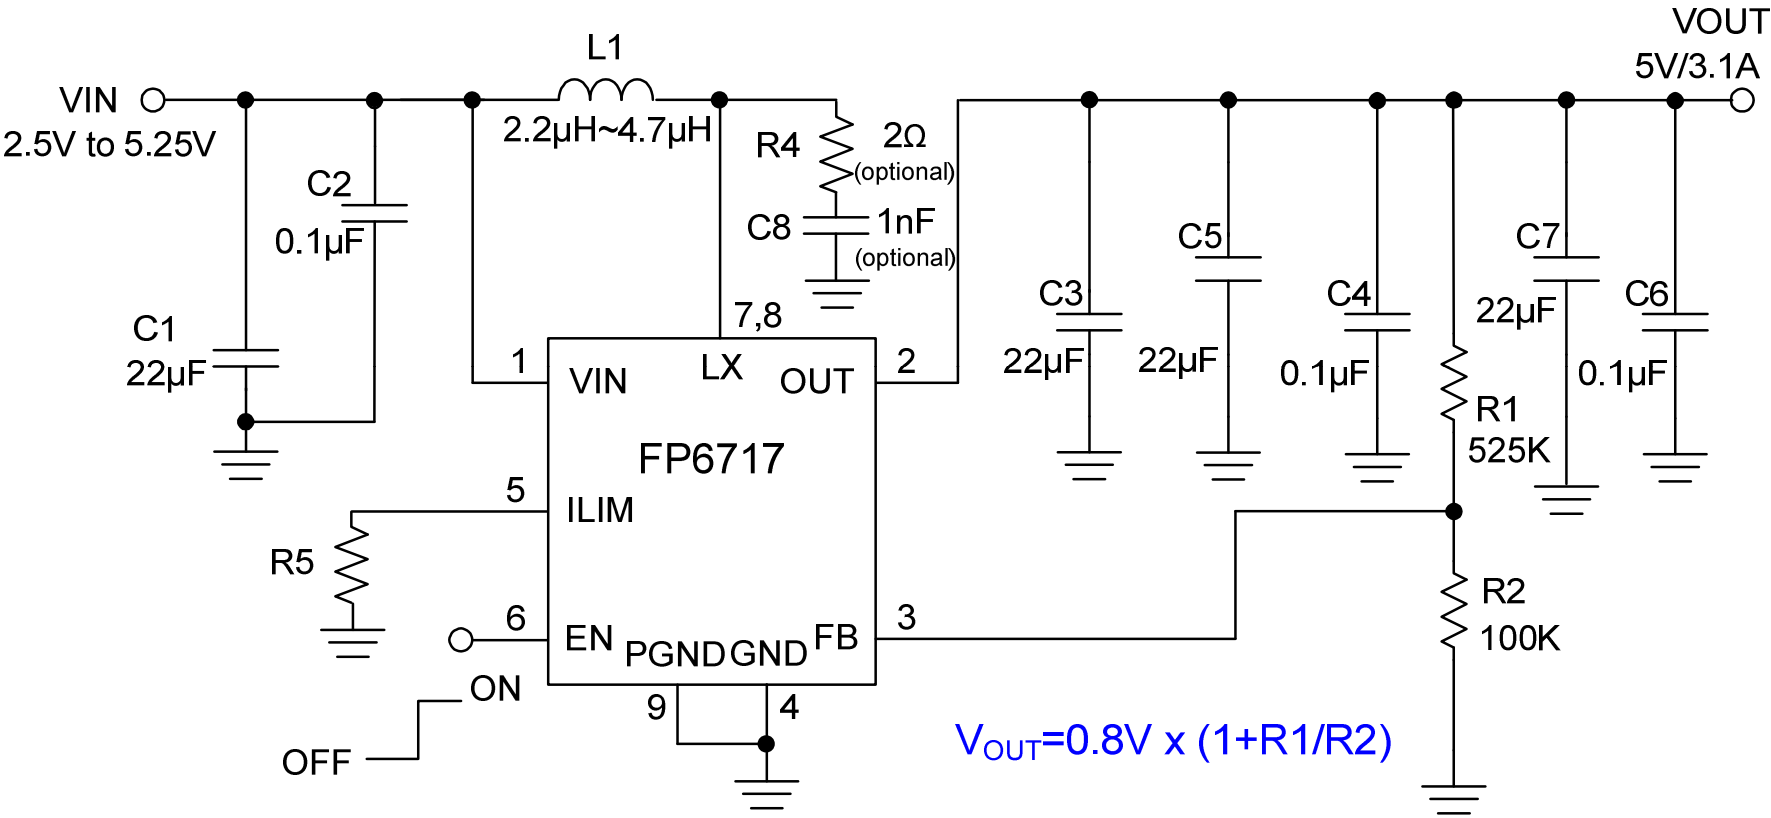 VOUT
5V/3.1A
L1
VIN
2.5V to 5.25V
2.2µH~4.7µH
R4
2Ω
(optional)
C2
0.1µF
C8
1nF
(optional)
C5
22µF
C7
22µF
C3
22µF
C4
0.1µF
C6
0.1µF
C1
22µF
7,8
1
VIN
LX
OUT
2
R1
525K
FP6717
5
ILIM
R5
6
EN
PGND
GND
FB
3
R2
100K
ON
OFF
9
4
VOUT=0.8V x (1+R1/R2)